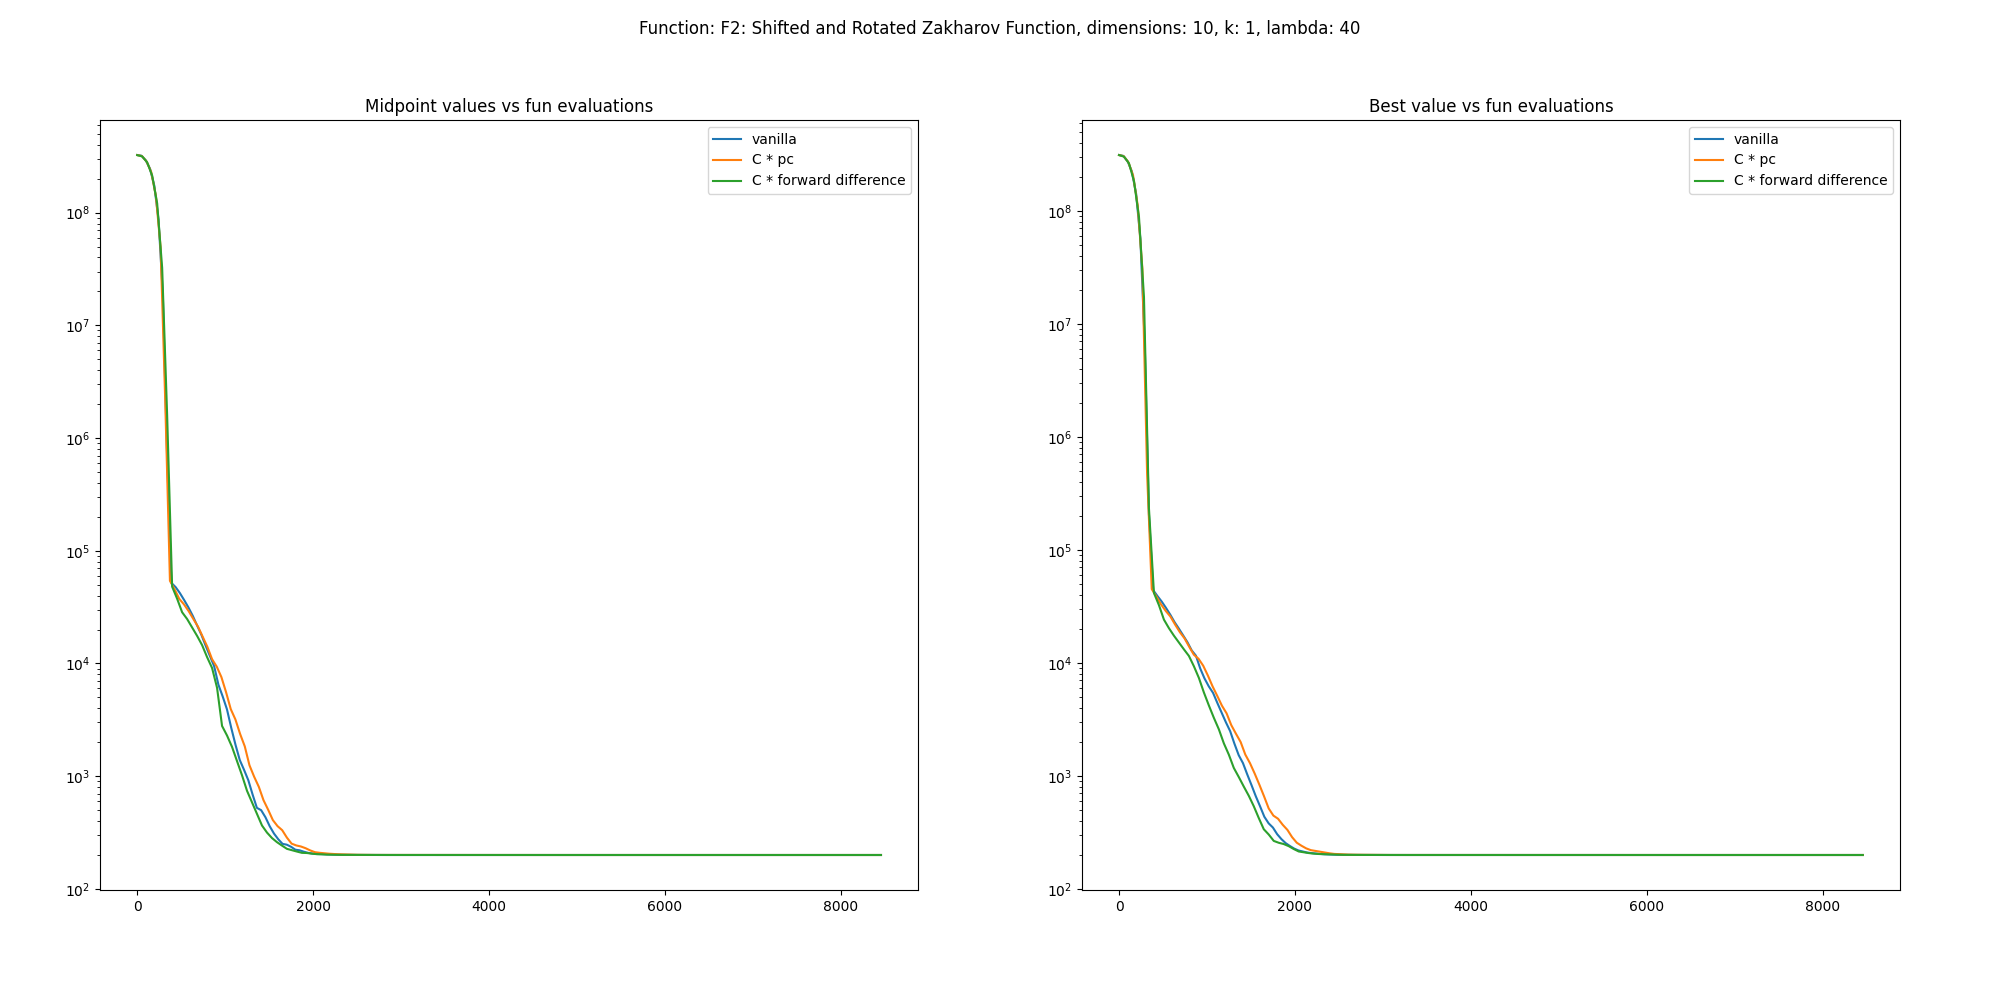 Function: F2: Shifted and Rotated Zakharov Function, dimensions: 10, k: 1, lambda: 40
Midpoint values vs fun evaluations
vanilla
C * pc
C * forward difference
10⁸
10⁷
10⁶
10⁵
10⁴
10³
10²
0 2000 4000 6000 8000
Best value vs fun evaluations
vanilla
C * pc
C * forward difference
10⁸
10⁷
10⁶
10⁵
10⁴
10³
10²
0 2000 4000 6000 8000